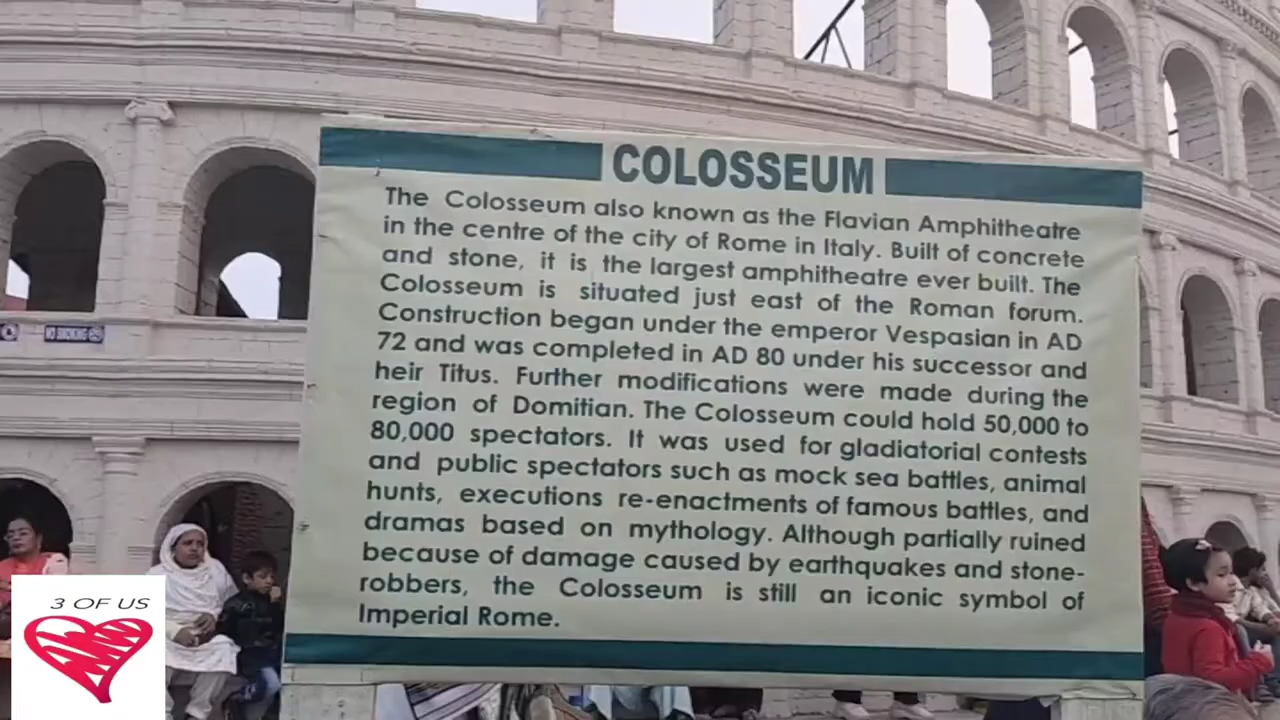 COLOSSEUM
The Colosseum also known as the Flavian Amphitheatre
in the centre of the city of Rome in Italy. Built of concrete
and stone, it is the largest amphitheatre ever built. The
Colosseum is situated just east of the Roman forum.
Construction began under the emperor Vespasian in AD
72 and was completed in AD 80 under his successor and
heir Titus. Further modifications were made during the
region of Domitian. The Colosseum could hold 50,000 to
80,000 spectators. It was used for gladiatorial contests
and public spectators such as mock sea battles, animal
hunts, executions re-enactments of famous battles, and
dramas based on mythology. Although partially ruined
because of damage caused by earthquakes and stone-
robbers, the Colosseum is still an iconic symbol of
Imperial Rome.
NO SMOKING
3 OF US